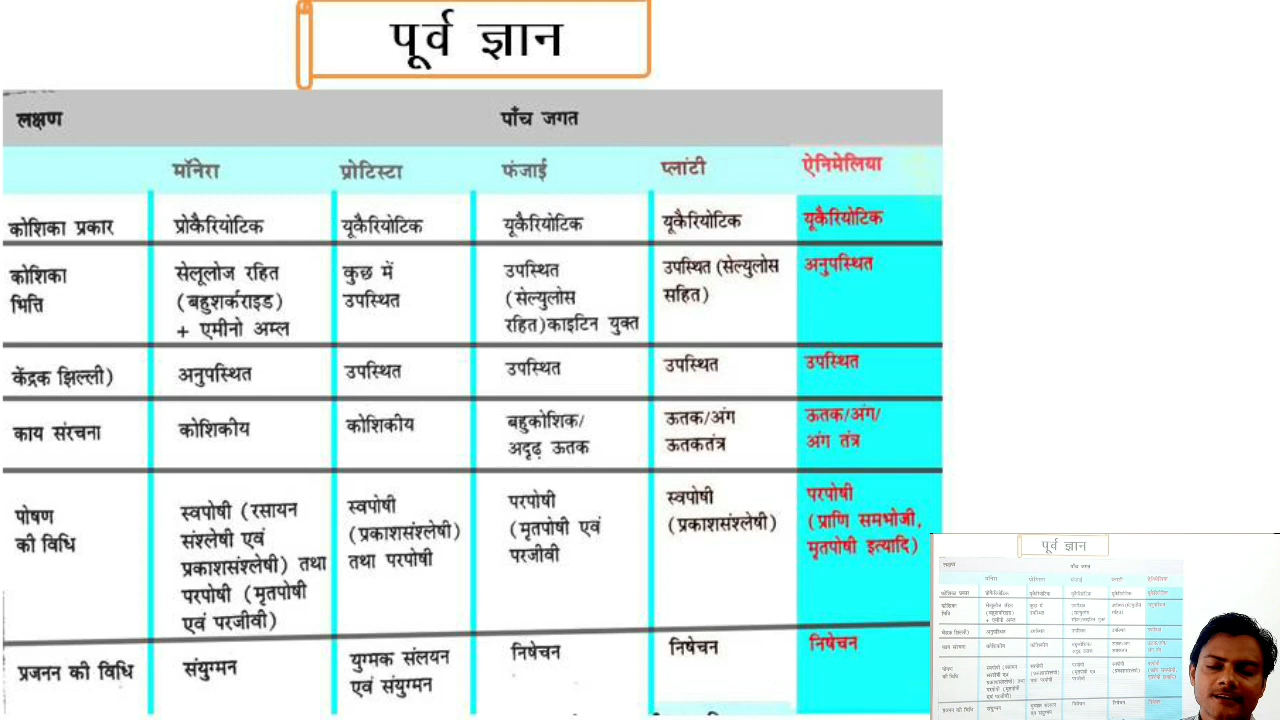 पूर्व ज्ञान
लक्षण पाँच जगत
मॉनेरा प्रोटिस्टा फंजाई प्लांटी ऐनिमेलिया
कोशिका प्रकार प्रोकैरियोटिक यूकैरियोटिक यूकैरियोटिक यूकैरियोटिक यूकैरियोटिक
कोशिका सेलूलोज रहित कुछ में उपस्थित उपस्थित (सेल्युलोस अनुपस्थित
भित्ति (बहुशर्कराइड) उपस्थित (सेल्युलोस सहित)
+ एमीनो अम्ल रहित)काइटिन युक्त
केंद्रक झिल्ली) अनुपस्थित उपस्थित उपस्थित उपस्थित उपस्थित
काय संरचना कोशिकीय कोशिकीय बहुकोशिक/ ऊतक/अंग ऊतक/अंग/
अदृढ़ ऊतक ऊतकतंत्र अंग तंत्र
पोषण स्वपोषी (रसायन स्वपोषी परपोषी स्वपोषी परपोषी
की विधि संश्लेषी एवं (प्रकाशसंश्लेषी) (मृतपोषी एवं (प्रकाशसंश्लेषी) (प्राणि समभोजी,
प्रकाशसंश्लेषी) तथा तथा परपोषी परजीवी मृतपोषी इत्यादि)
परपोषी (मृतपोषी
एवं परजीवी)
प्रजनन की विधि संयुग्मन युग्मक संलयन निषेचन निषेचन निषेचन
एवं संयुग्मन
पूर्व ज्ञान